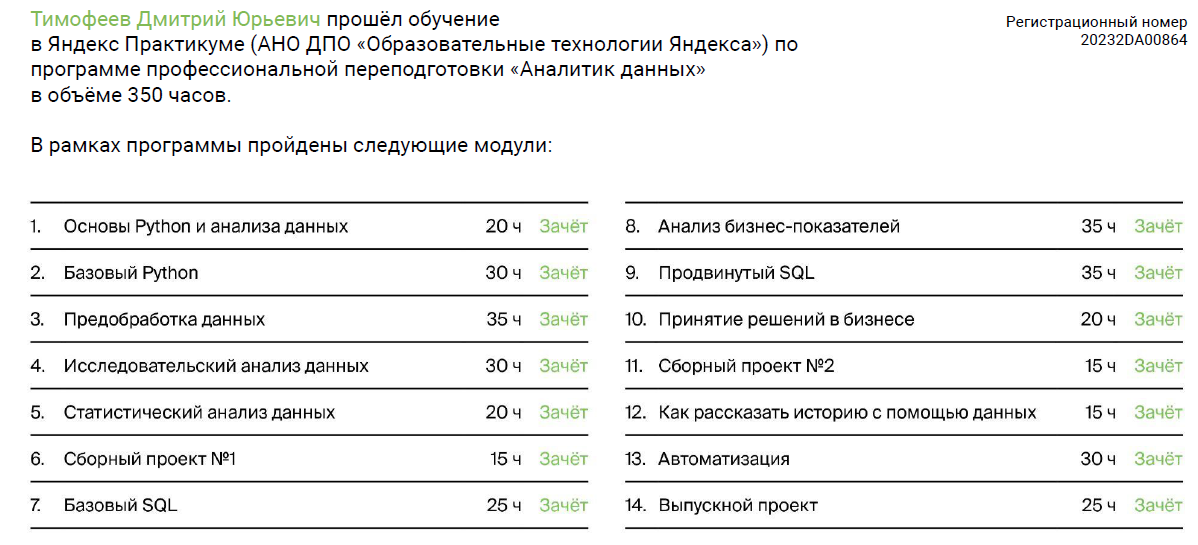 Тимофеев Дмитрий Юрьевич прошёл обучение
в Яндекс Практикуме (АНО ДПО «Образовательные технологии Яндекса») по
программе профессиональной переподготовки «Аналитик данных»
в объёме 350 часов.
Регистрационный номер
20232DA00864
В рамках программы пройдены следующие модули:
1. Основы Python и анализа данных 20 ч Зачёт
2. Базовый Python 30 ч Зачёт
3. Предобработка данных 35 ч Зачёт
4. Исследовательский анализ данных 30 ч Зачёт
5. Статистический анализ данных 20 ч Зачёт
6. Сборный проект №1 15 ч Зачёт
7. Базовый SQL 25 ч Зачёт
8. Анализ бизнес-показателей 35 ч Зачёт
9. Продвинутый SQL 35 ч Зачёт
10. Принятие решений в бизнесе 20 ч Зачёт
11. Сборный проект №2 15 ч Зачёт
12. Как рассказать историю с помощью данных 15 ч Зачёт
13. Автоматизация 30 ч Зачёт
14. Выпускной проект 25 ч Зачёт